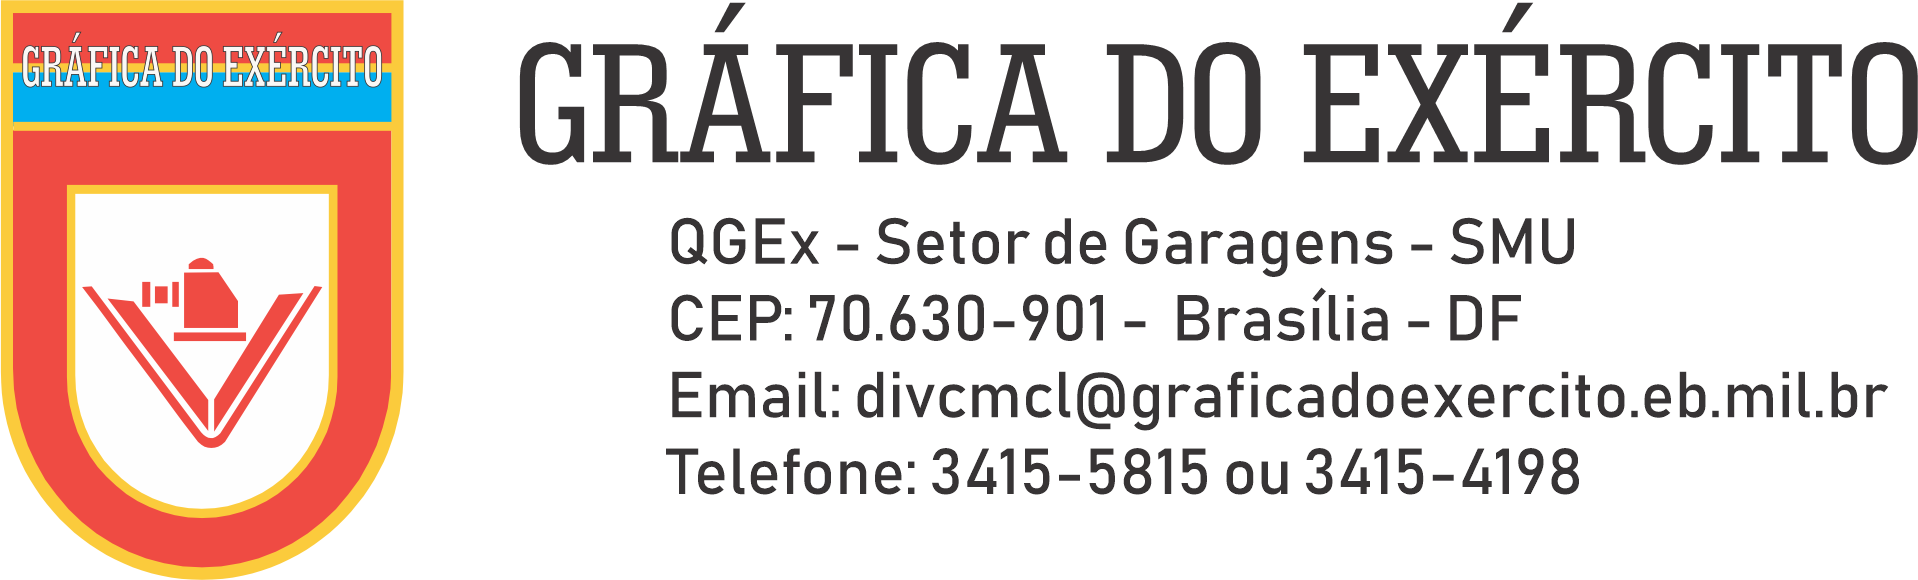 GRÁFICA DO EXÉRCITO
GRÁFICA DO EXÉRCITO
QGEx - Setor de Garagens - SMU
CEP: 70.630-901 - Brasília - DF
Email: divcmcl@graficadoexercito.eb.mil.br
Telefone: 3415-5815 ou 3415-4198